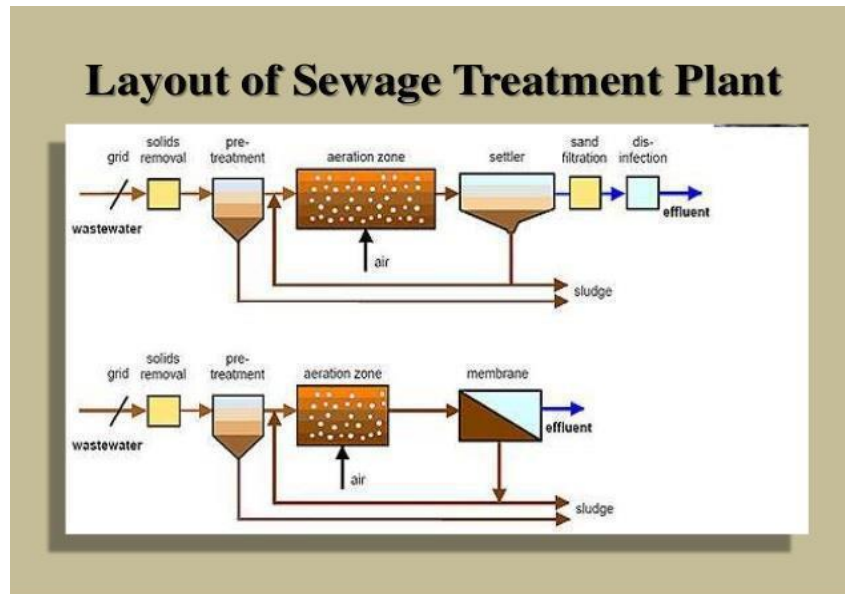 Layout of Sewage Treatment Plant
solids
removal
pre-
treatment
grid
aeration zone
settler
sand
filtration
dis-
infection
wastewater
effluent
air
sludge
solids
removal
pre-
treatment
grid
aeration zone
membrane
wastewater
effluent
air
sludge